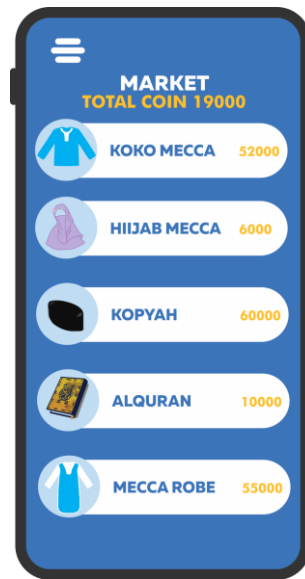 MARKET
TOTAL COIN 19000
KOKO MECCA 52000
HIIJAB MECCA 6000
KOPYAH 60000
ALQURAN 10000
MECCA ROBE 55000